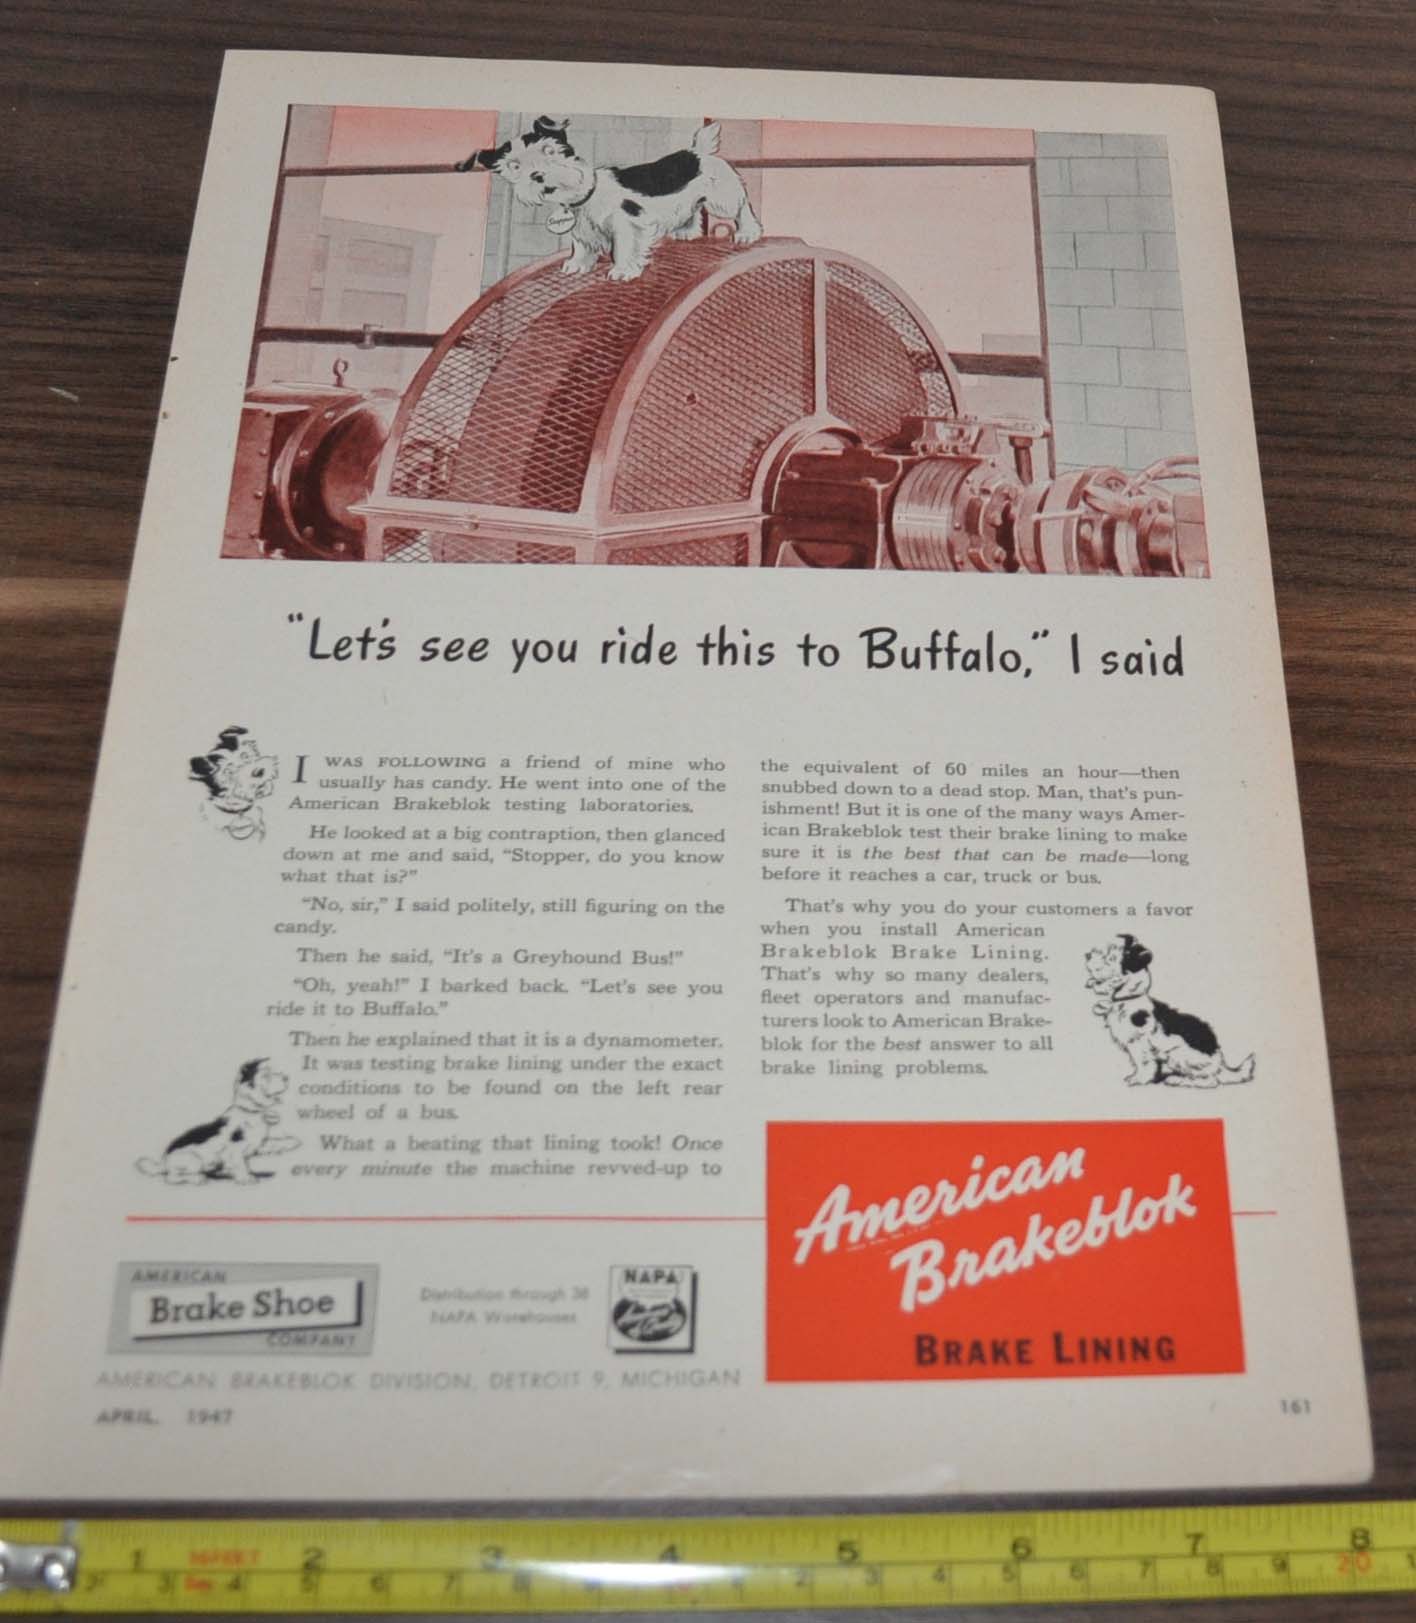 Stopper
"Let's see you ride this to Buffalo," I said
I WAS FOLLOWING a friend of mine who
usually has candy. He went into one of the
American Brakeblok testing laboratories.
He looked at a big contraption, then glanced
down at me and said, "Stopper, do you know
what that is?"
"No, sir," I said politely, still figuring on the
candy.
Then he said, "It's a Greyhound Bus!"
"Oh, yeah!" I barked back. "Let's see you
ride it to Buffalo."
Then he explained that it is a dynamometer.
It was testing brake lining under the exact
conditions to be found on the left rear
wheel of a bus.
What a beating that lining took! Once
every minute the machine revved-up to
the equivalent of 60 miles an hour—then
snubbed down to a dead stop. Man, that's pun-
ishment! But it is one of the many ways Amer-
ican Brakeblok test their brake lining to make
sure it is the best that can be made—long
before it reaches a car, truck or bus.
That's why you do your customers a favor
when you install American
Brakeblok Brake Lining.
That's why so many dealers,
fleet operators and manufac-
turers look to American Brake-
blok for the best answer to all
brake lining problems.
American
Brakeblok
BRAKE LINING
AMERICAN
Brake Shoe
COMPANY
Distribution through 38
NAPA Warehouses
NAPA
AMERICAN BRAKEBLOK DIVISION, DETROIT 9, MICHIGAN
APRIL, 1947
161
1 2 3 4 5 6 7 8